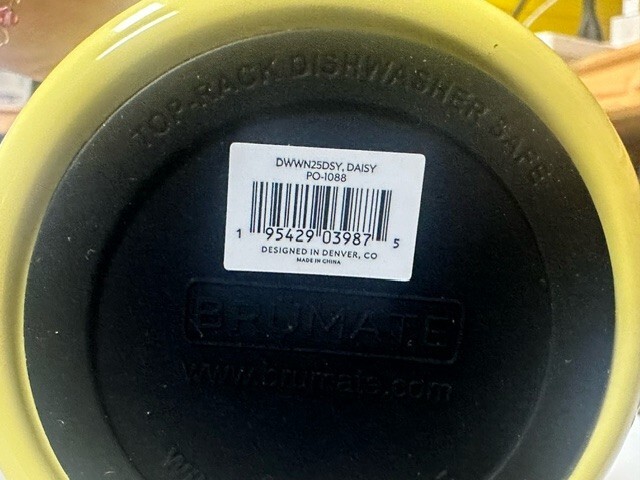 TOP-RACK DISHWASHER SAFE
DWWN25DSY, DAISY
PO-1088
1 95429 03987 5
DESIGNED IN DENVER, CO
MADE IN CHINA
BRÜMATE
www.brumate.com